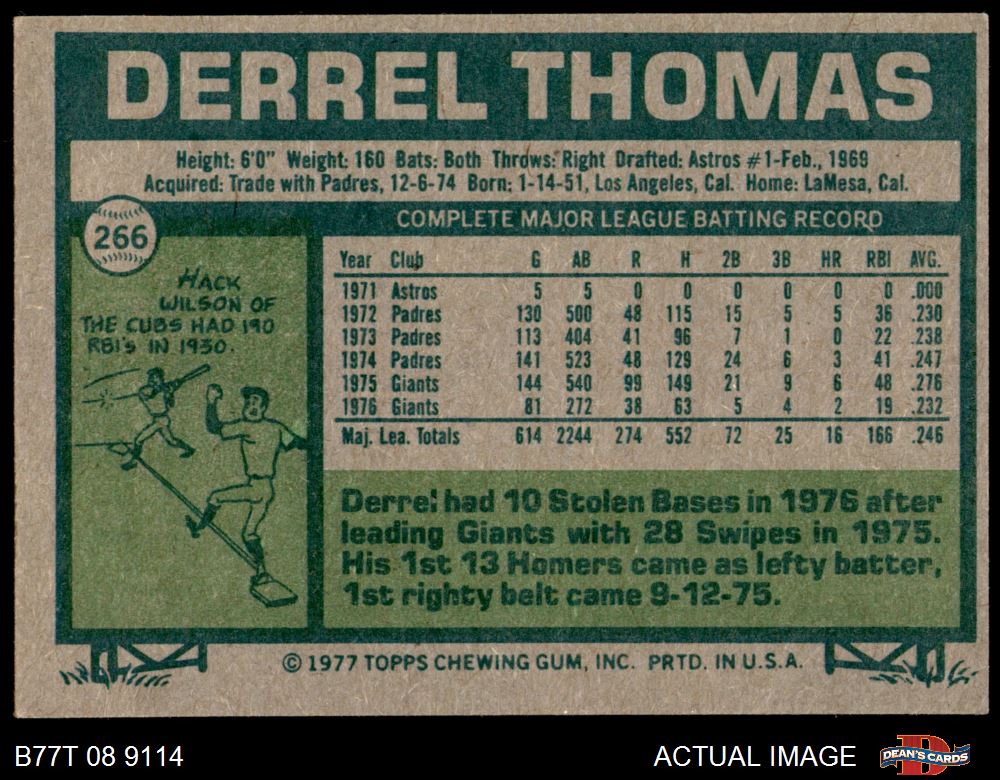 DERREL THOMAS
Height: 6'0" Weight: 160 Bats: Both Throws: Right Drafted: Astros #1-Feb., 1969
Acquired: Trade with Padres, 12-6-74 Born: 1-14-51, Los Angeles, Cal. Home: LaMesa, Cal.
266
COMPLETE MAJOR LEAGUE BATTING RECORD
HACK
WILSON OF
THE CUBS HAD 190
RBI'S IN 1930.
Year Club G AB R H 2B 3B HR RBI AVG.
1971 Astros 5 5 0 0 0 0 0 0 .000
1972 Padres 130 500 48 115 15 5 5 36 .230
1973 Padres 113 404 41 96 7 1 0 22 .238
1974 Padres 141 523 48 129 24 6 3 41 .247
1975 Giants 144 540 99 149 21 9 6 48 .276
1976 Giants 81 272 38 63 5 4 2 19 .232
Maj. Lea. Totals 614 2244 274 552 72 25 16 166 .246
Derrel had 10 Stolen Bases in 1976 after
leading Giants with 28 Swipes in 1975.
His 1st 13 Homers came as lefty batter,
1st righty belt came 9-12-75.
© 1977 TOPPS CHEWING GUM, INC. PRTD. IN U.S.A.
B77T 08 9114
ACTUAL IMAGE
DEAN'S CARDS